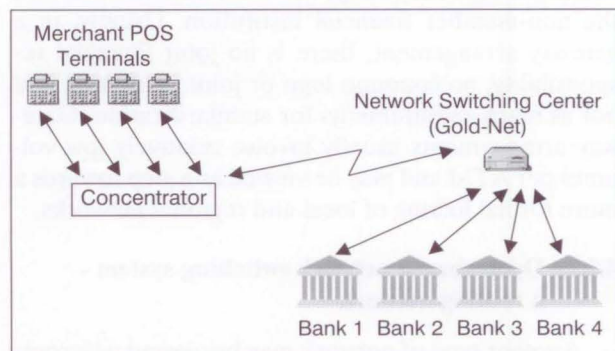 Merchant POS
Terminals
Network Switching Center
(Gold-Net)
Concentrator
Bank 1 Bank 2 Bank 3 Bank 4